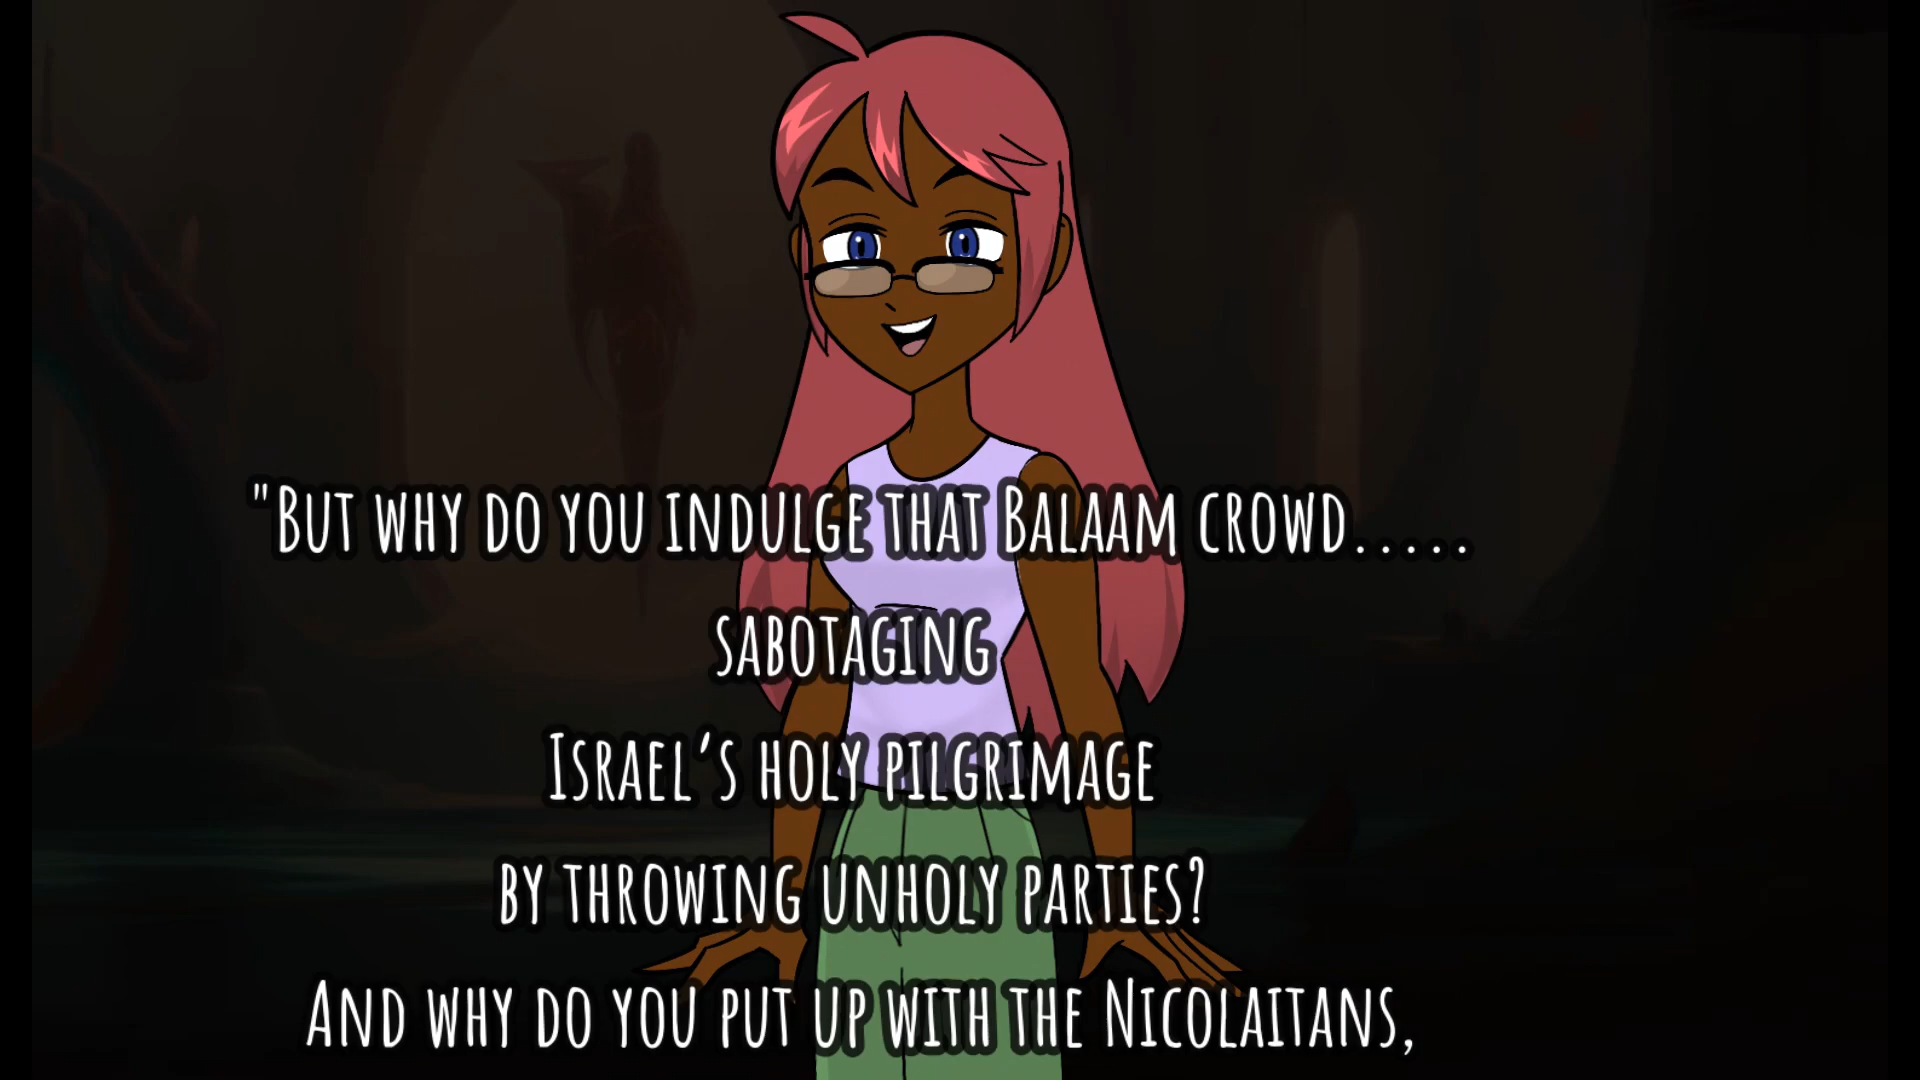 "But why do you indulge that Balaam crowd.....
sabotaging
Israel’s holy pilgrimage
by throwing unholy parties?
And why do you put up with the Nicolaitans,